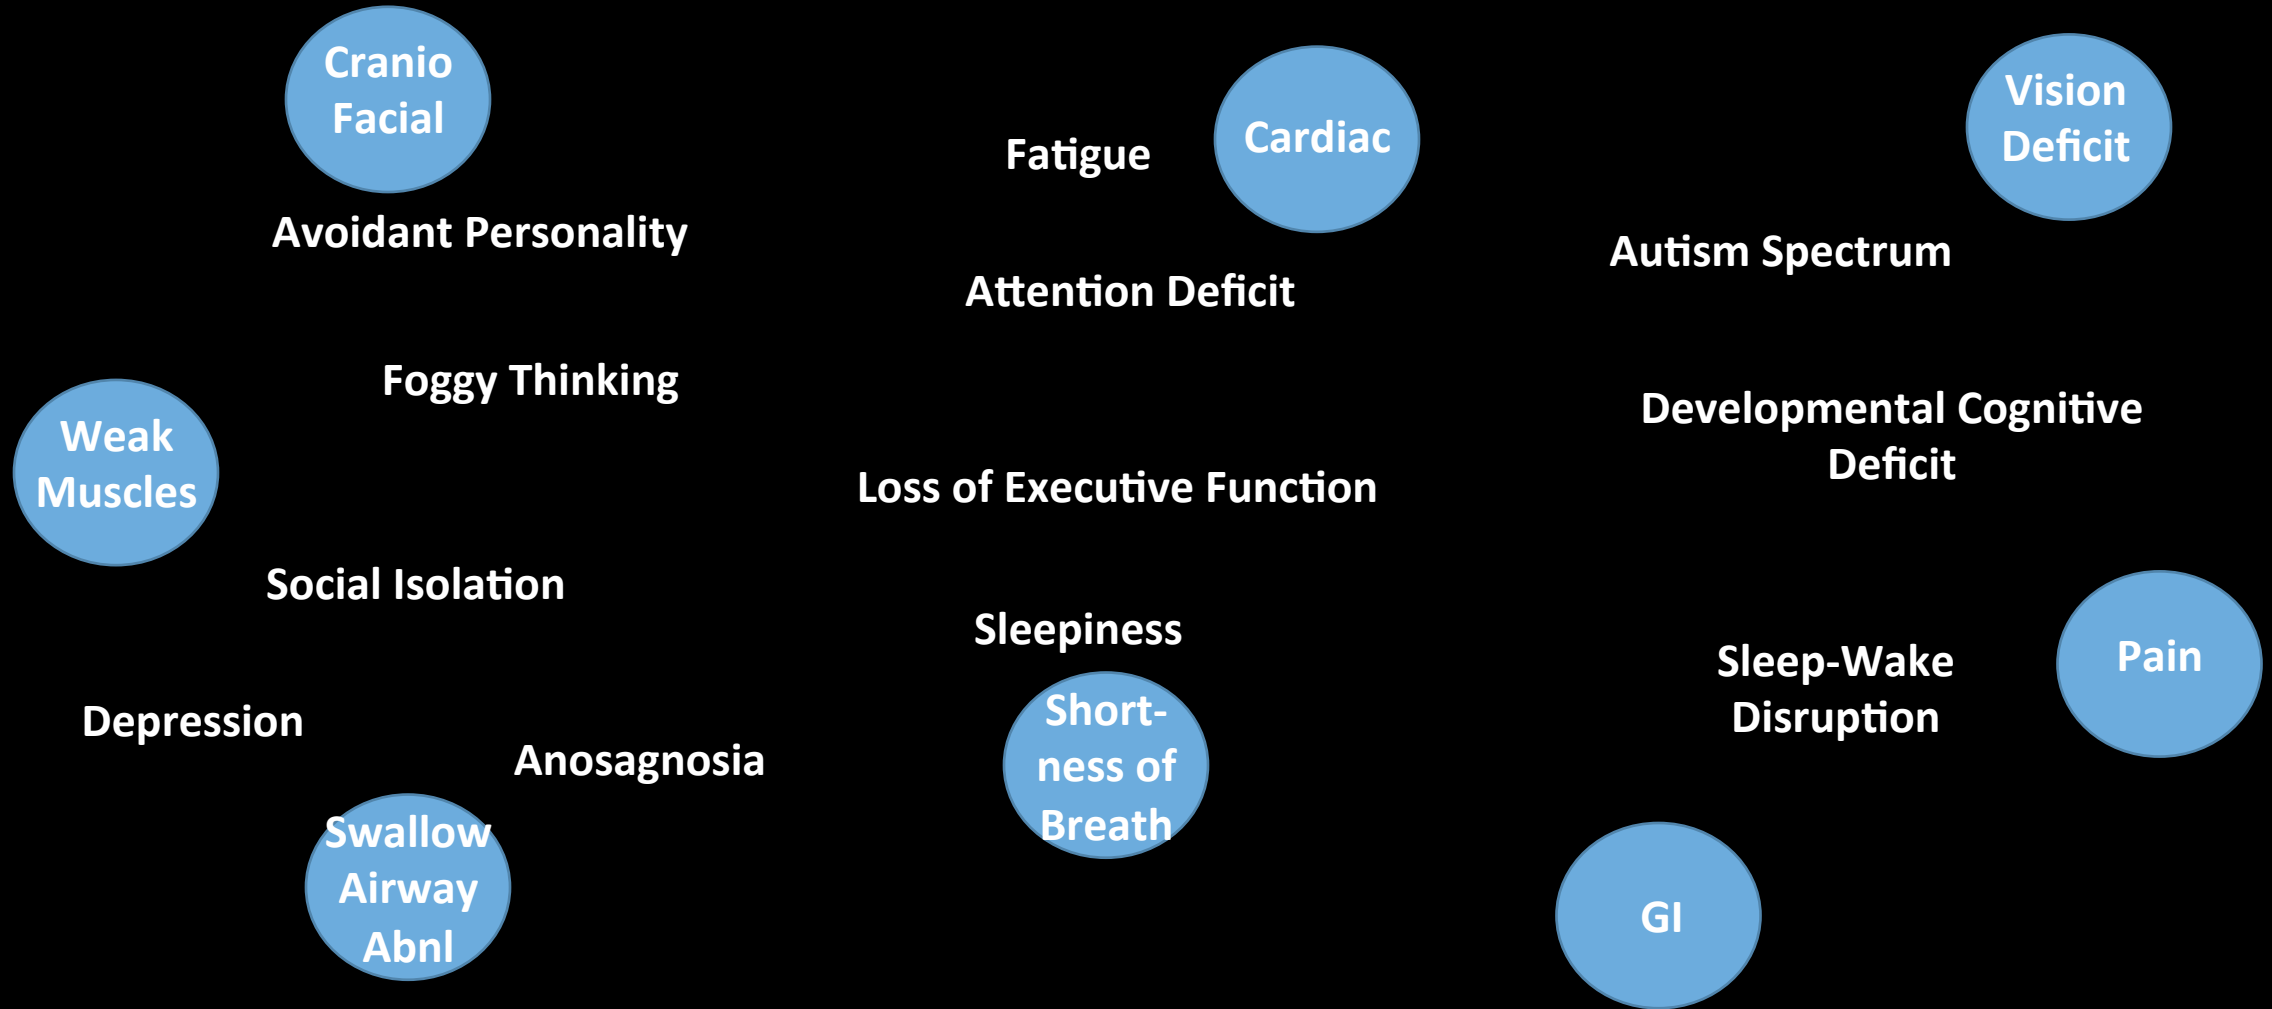 Cranio
Facial
Cardiac
Vision
Deficit
Fatigue
Avoidant Personality
Autism Spectrum
Attention Deficit
Foggy Thinking
Developmental Cognitive
Deficit
Weak
Muscles
Loss of Executive Function
Social Isolation
Sleepiness
Sleep-Wake
Disruption
Pain
Depression
Anosagnosia
Short-
ness of
Breath
Swallow
Airway
Abnl
GI